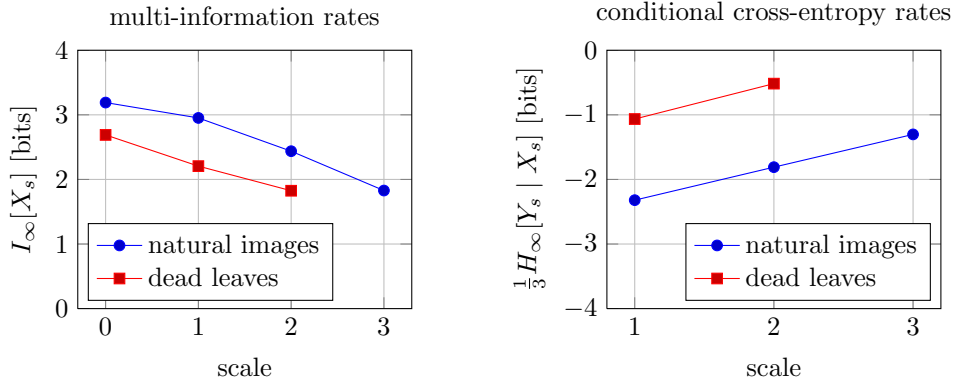 multi-information rates
I∞[Xs] [bits]
4
3
2
1
0
natural images
dead leaves
0 1 2 3
scale
conditional cross-entropy rates
1/3 H∞[Ys | Xs] [bits]
0
−1
−2
−3
−4
natural images
dead leaves
1 2 3
scale